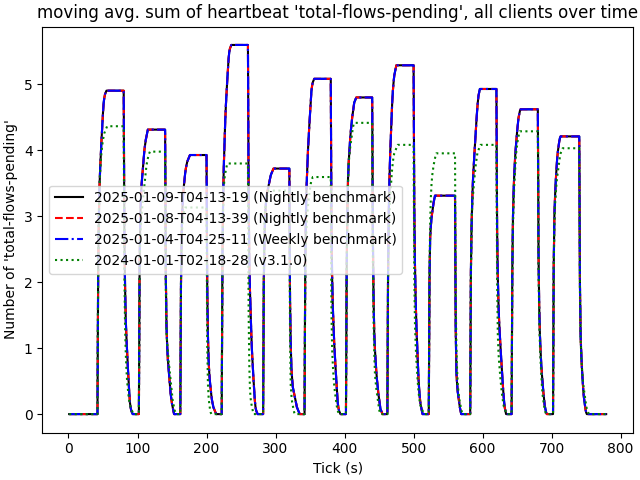 moving avg. sum of heartbeat 'total-flows-pending', all clients over time
Number of 'total-flows-pending'
5
4
3
2
1
0
2025-01-09-T04-13-19 (Nightly benchmark)
2025-01-08-T04-13-39 (Nightly benchmark)
2025-01-04-T04-25-11 (Weekly benchmark)
2024-01-01-T02-18-28 (v3.1.0)
0 100 200 300 400 500 600 700 800
Tick (s)